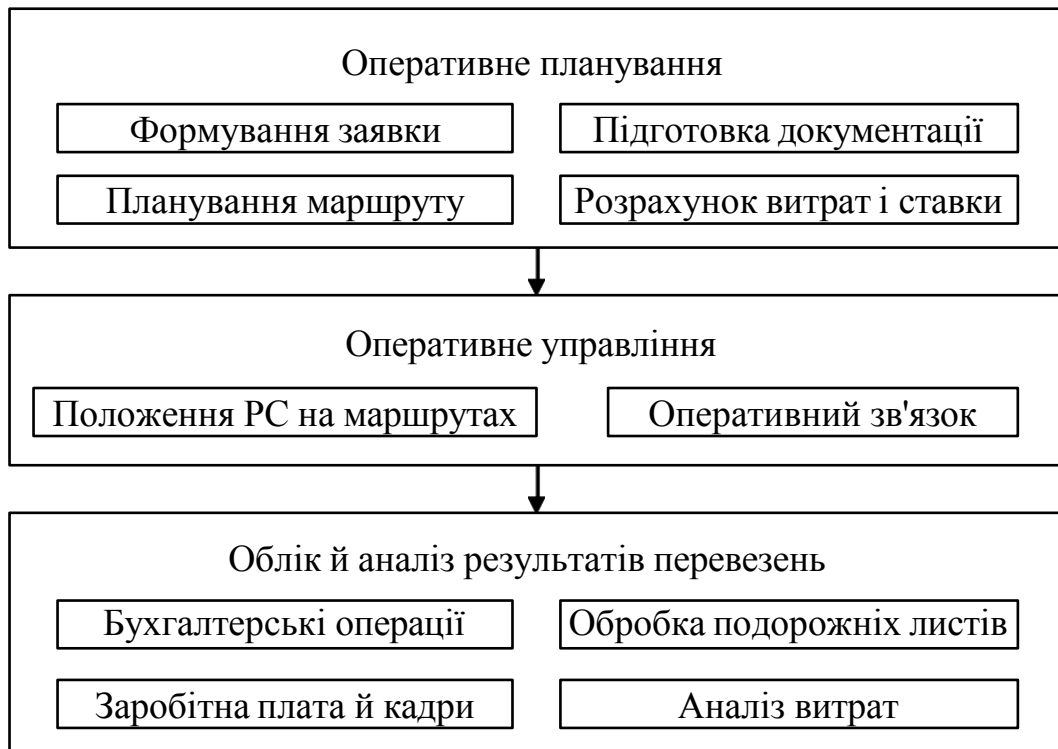 Оперативне планування
Формування заявки
Підготовка документації
Планування маршруту
Розрахунок витрат і ставки
Оперативне управління
Положення РС на маршрутах
Оперативний зв'язок
Облік й аналіз результатів перевезень
Бухгалтерські операції
Обробка подорожніх листів
Заробітна плата й кадри
Аналіз витрат